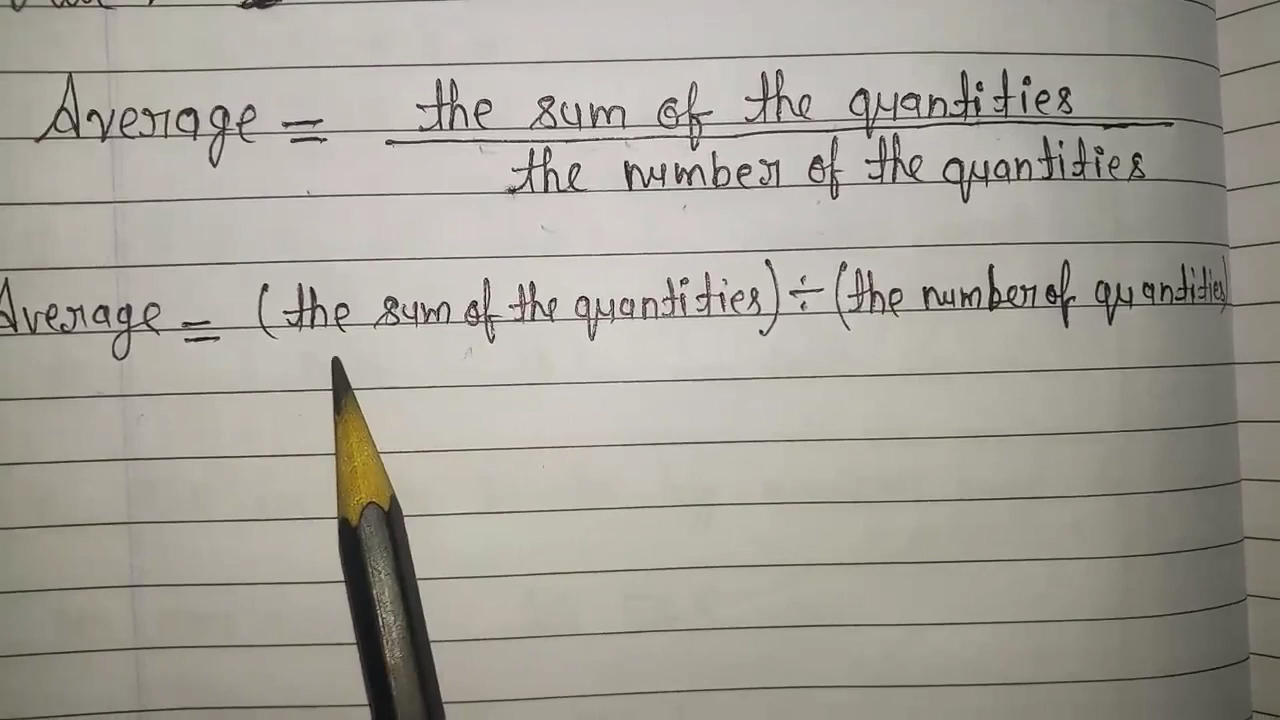 Average = the sum of the quantities
the number of the quantities
Average = (the sum of the quantities) ÷ (the number of quantities)